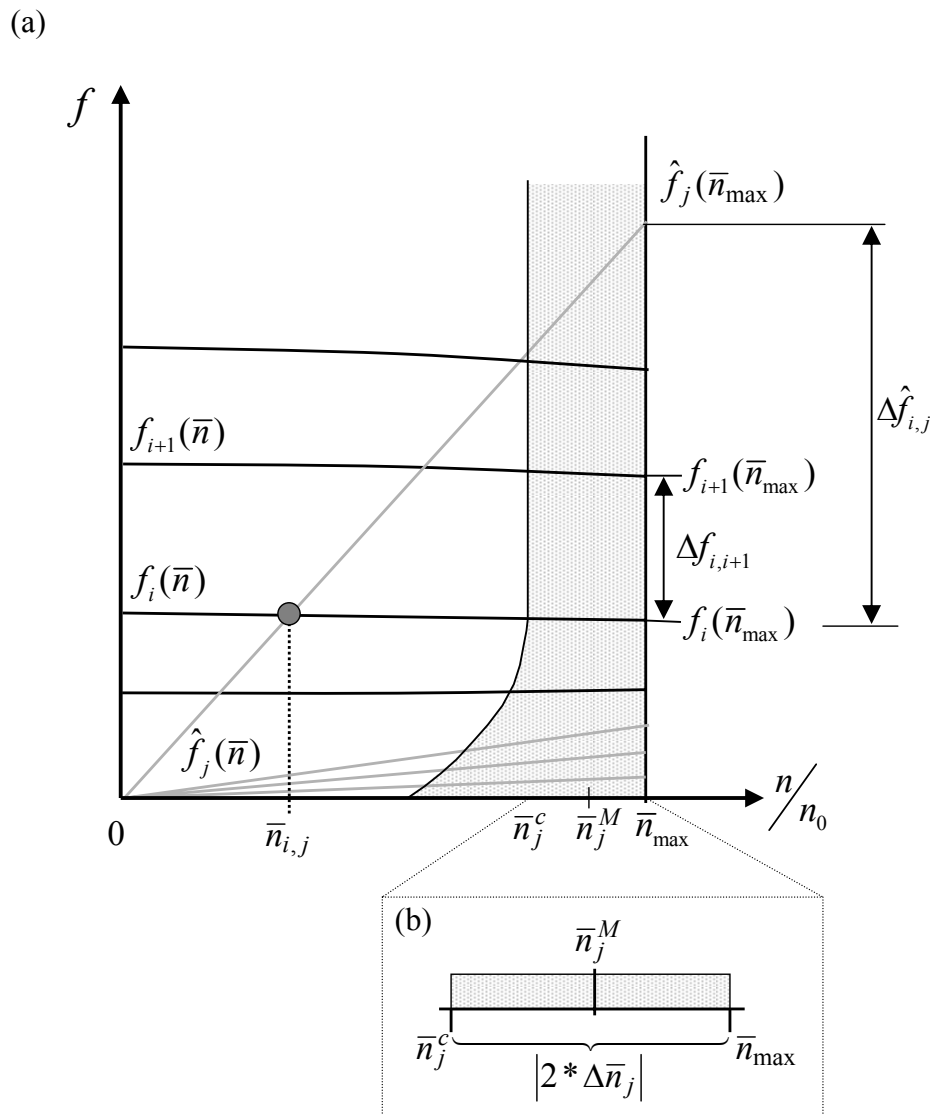 (a)
f
f̂_j(n̄_max)
Δf̂_{i,j}
f_{i+1}(n̄)
f_{i+1}(n̄_max)
Δf_{i,i+1}
f_i(n̄)
f_i(n̄_max)
f̂_j(n̄)
n/n_0
0
n̄_{i,j}
n̄_j^c
n̄_j^M
n̄_max
(b)
n̄_j^M
n̄_j^c
n̄_max
|2 * Δn̄_j|